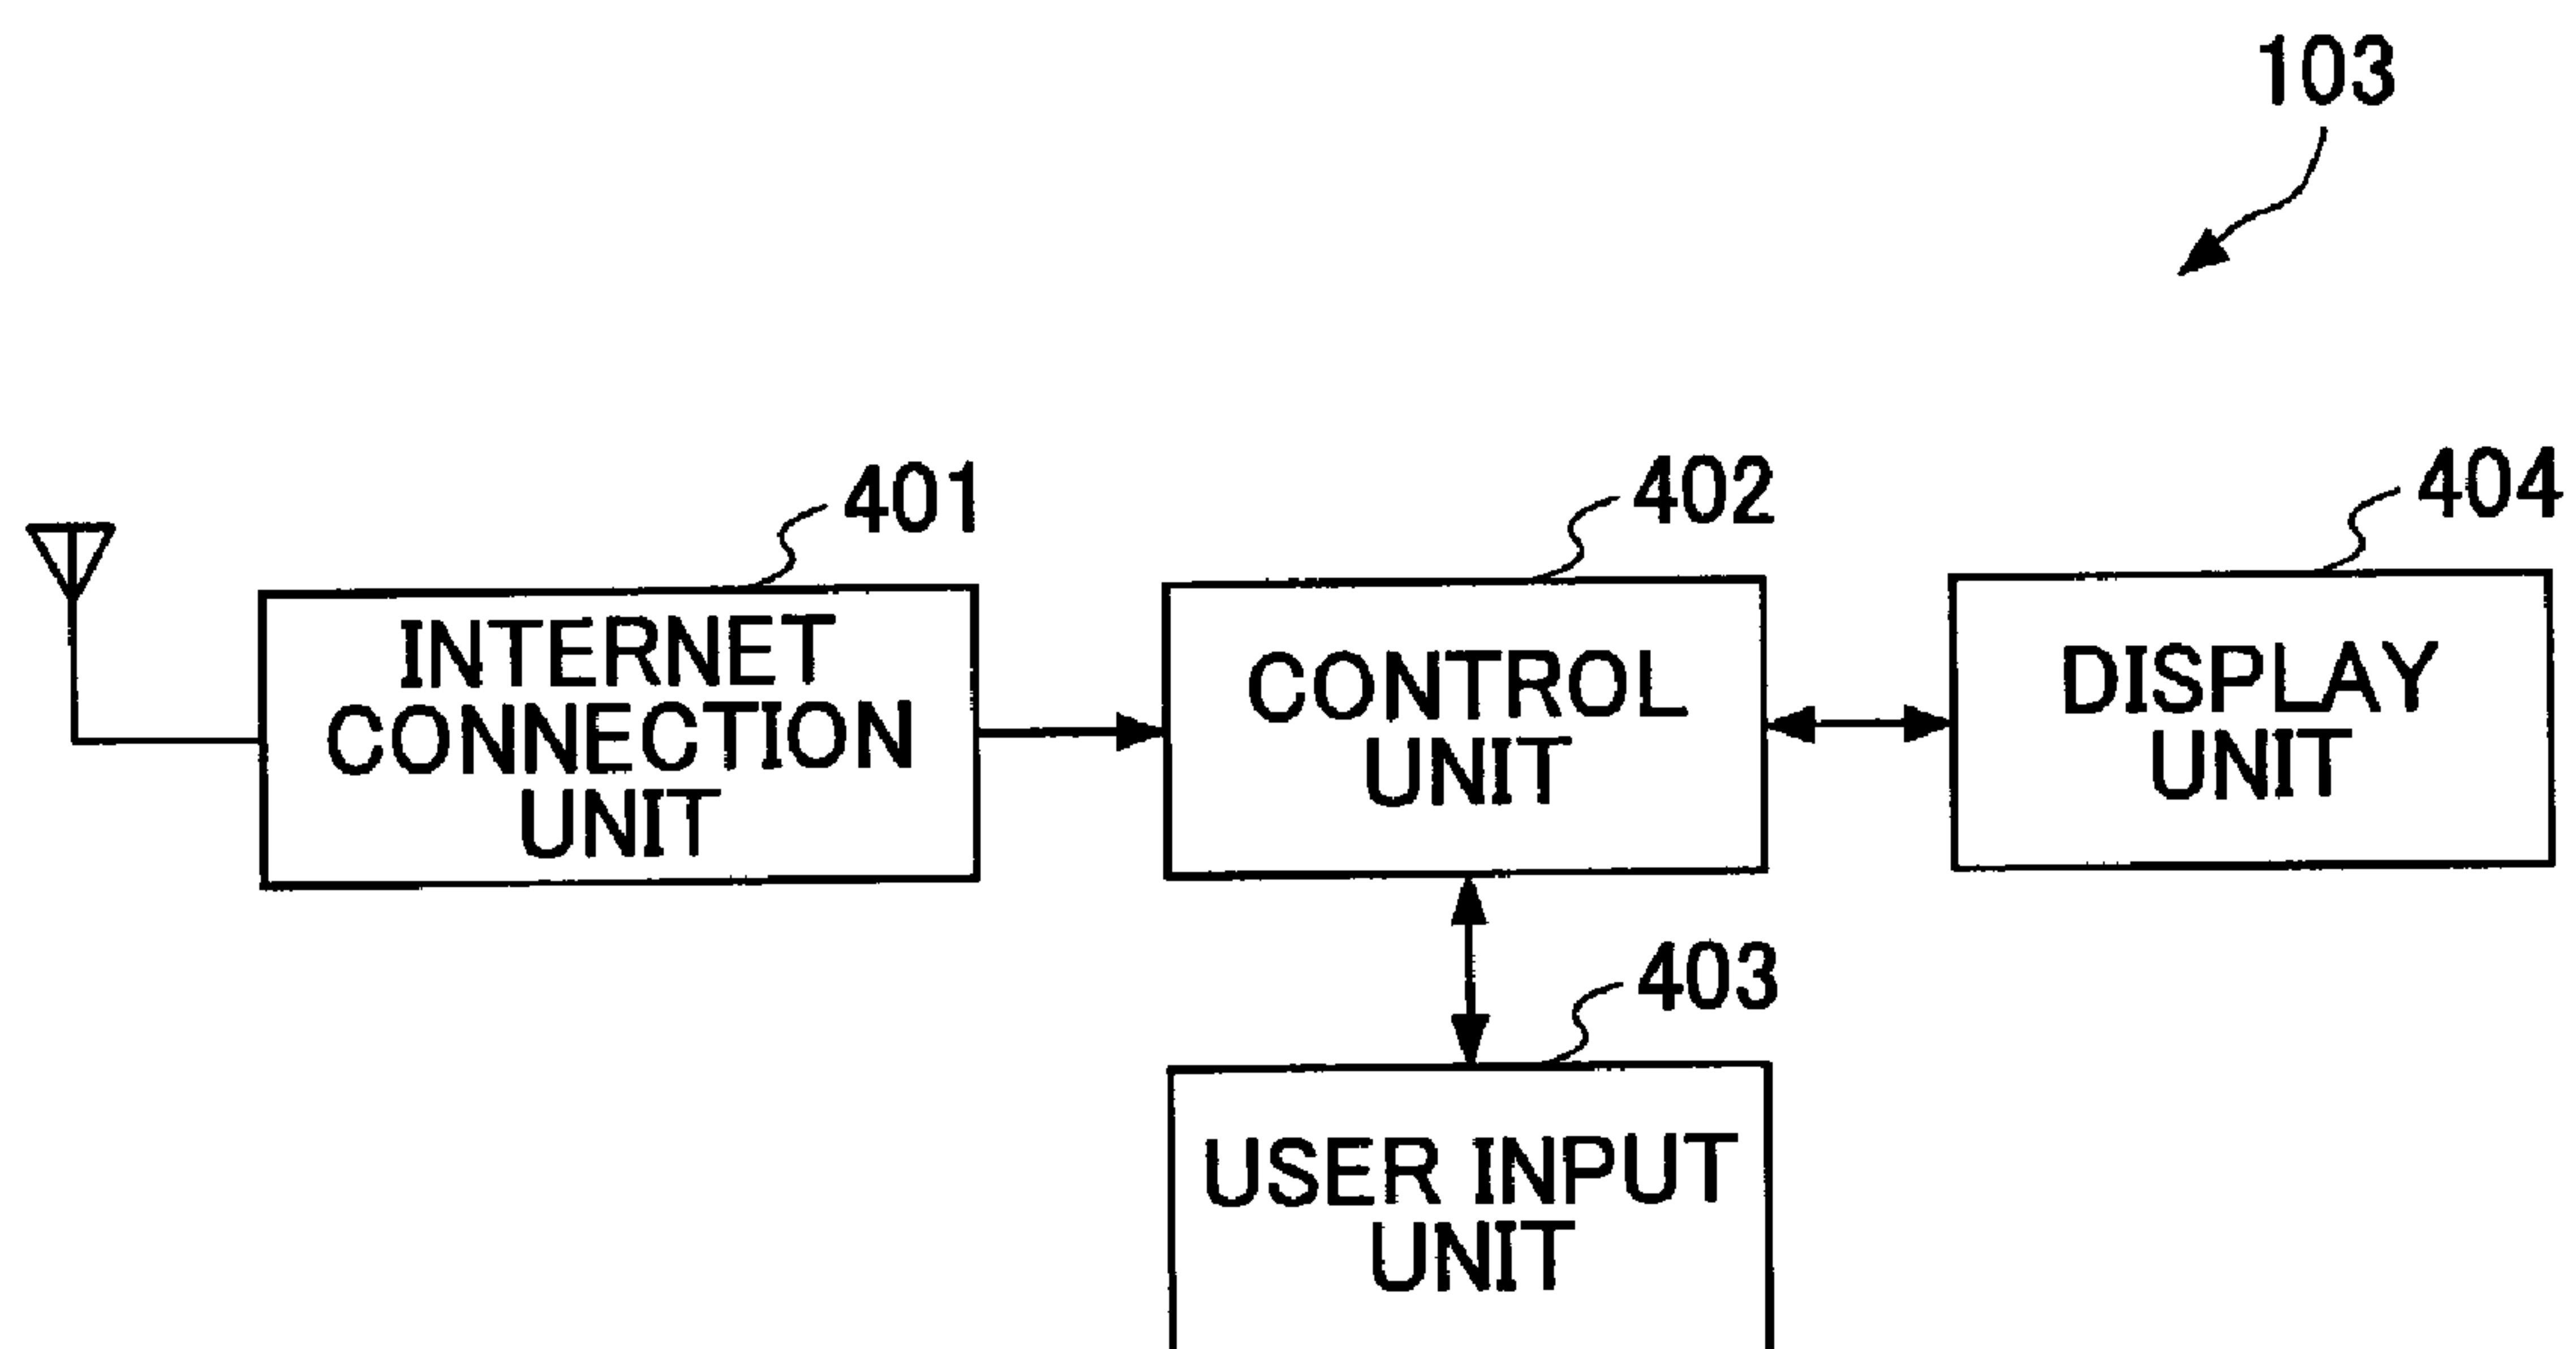 103
401
402
404
INTERNET
CONNECTION
UNIT
CONTROL
UNIT
DISPLAY
UNIT
403
USER INPUT
UNIT